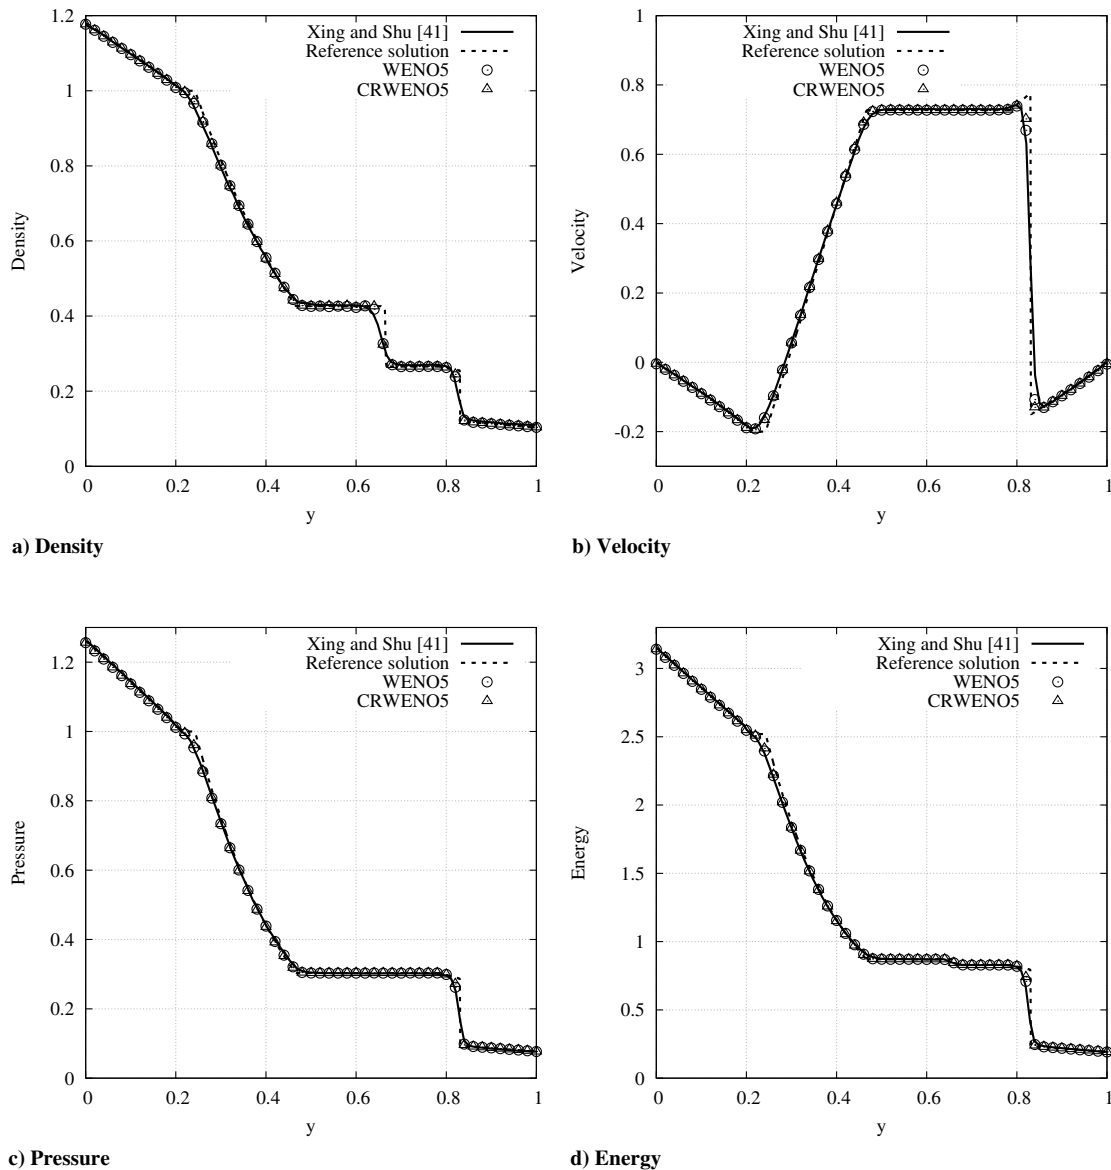 1.2
1
0.8
0.6
0.4
0.2
0
0
0.2
0.4
0.6
0.8
1
Density
y
Xing and Shu [41]
Reference solution
WENO5
CRWENO5
a) Density
1
0.8
0.6
0.4
0.2
0
-0.2
0
0.2
0.4
0.6
0.8
1
Velocity
y
Xing and Shu [41]
Reference solution
WENO5
CRWENO5
b) Velocity
1.2
1
0.8
0.6
0.4
0.2
0
0
0.2
0.4
0.6
0.8
1
Pressure
y
Xing and Shu [41]
Reference solution
WENO5
CRWENO5
c) Pressure
3
2.5
2
1.5
1
0.5
0
0
0.2
0.4
0.6
0.8
1
Energy
y
Xing and Shu [41]
Reference solution
WENO5
CRWENO5
d) Energy